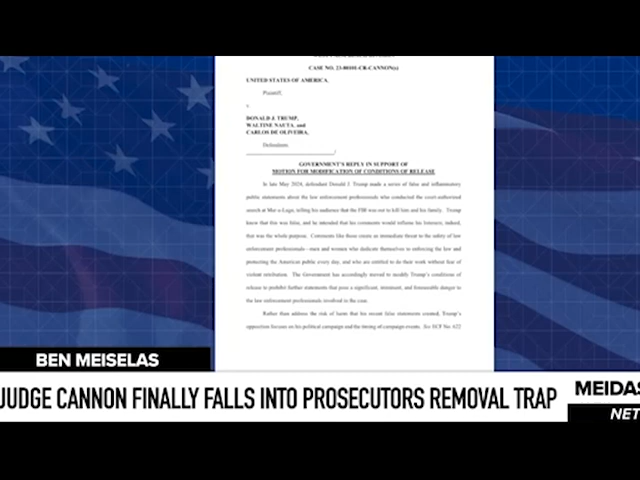 CASE NO. 23-80101-CR-CANNON(s)
UNITED STATES OF AMERICA,
Plaintiff,
v
DONALD J. TRUMP,
WALTINE NAUTA, and
CARLOS DE OLIVEIRA,
Defendants.
GOVERNMENT'S REPLY IN SUPPORT OF
MOTION FOR MODIFICATION OF CONDITIONS OF RELEASE
In late May 2024, defendant Donald J. Trump made a series of false and inflammatory
public statements about the law enforcement professionals who conducted the court-authorized
search at Mar-a-Lago, telling his audience that the FBI was out to kill him and his family. Trump
knew that this was false, and he intended that his comments would inflame his listeners; indeed,
that was the whole purpose. Comments like these create an immediate threat to the safety of law
enforcement professionals—men and women who dedicate themselves to enforcing the law and
protecting the American public every day, and who are entitled to do their work without fear of
violent retribution. The Government has accordingly moved to modify Trump's conditions of
release to prohibit further statements that pose a significant, imminent, and foreseeable danger to
the law enforcement professionals involved in the case.
Rather than address the risk of harm that his recent false statements created, Trump's
opposition focuses on his political campaign and the timing of campaign events. See ECF No. 622
BEN MEISELAS
JUDGE CANNON FINALLY FALLS INTO PROSECUTORS REMOVAL TRAP
MEIDAS
NET